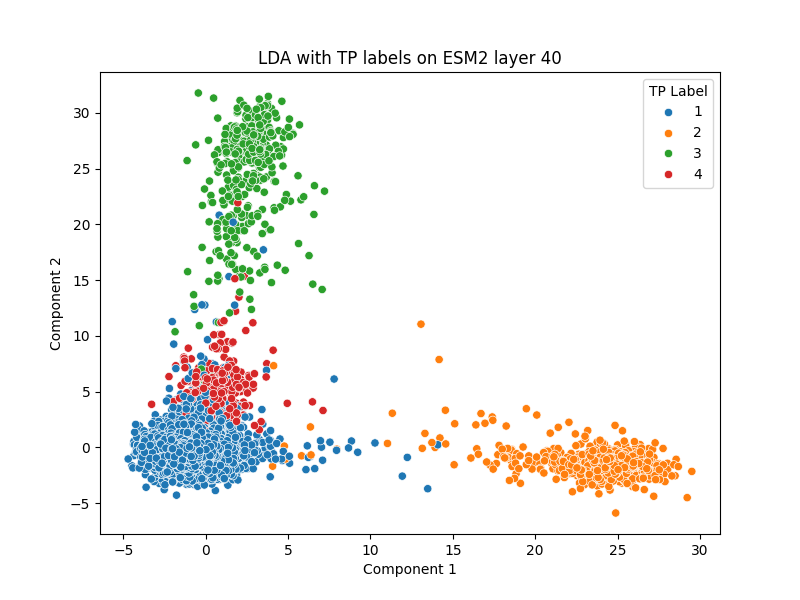 LDA with TP labels on ESM2 layer 40
TP Label
1
2
3
4
30
25
20
15
10
5
0
−5
Component 2
−5 0 5 10 15 20 25 30
Component 1